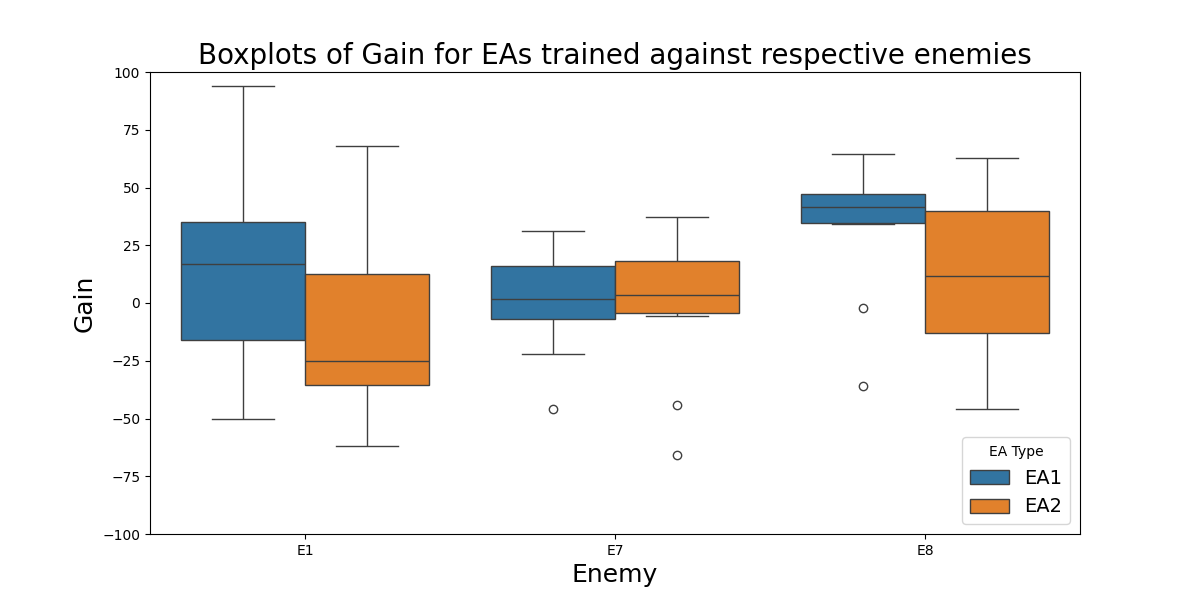 Boxplots of Gain for EAs trained against respective enemies
100
75
50
25
0
−25
−50
−75
−100
Gain
E1
E7
E8
Enemy
EA Type
EA1
EA2